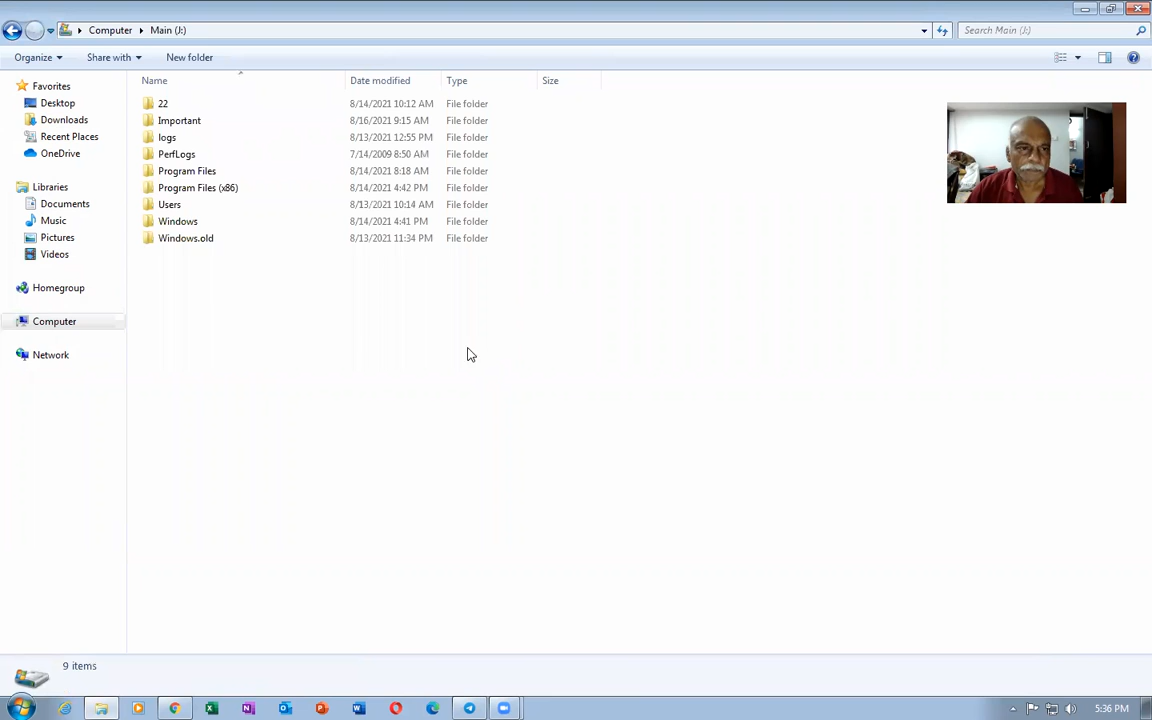 Computer Main (J:) Search Main (J:)
Organize Share with New folder
Name Date modified Type Size
Favorites
Desktop
Downloads
Recent Places
OneDrive
Libraries
Documents
Music
Pictures
Videos
Homegroup
Computer
Network
22 8/14/2021 10:12 AM File folder
Important 8/16/2021 9:15 AM File folder
logs 8/13/2021 12:55 PM File folder
PerfLogs 7/14/2009 8:50 AM File folder
Program Files 8/14/2021 8:18 AM File folder
Program Files (x86) 8/14/2021 4:42 PM File folder
Users 8/13/2021 10:14 AM File folder
Windows 8/14/2021 4:41 PM File folder
Windows.old 8/13/2021 11:34 PM File folder
9 items
5:36 PM